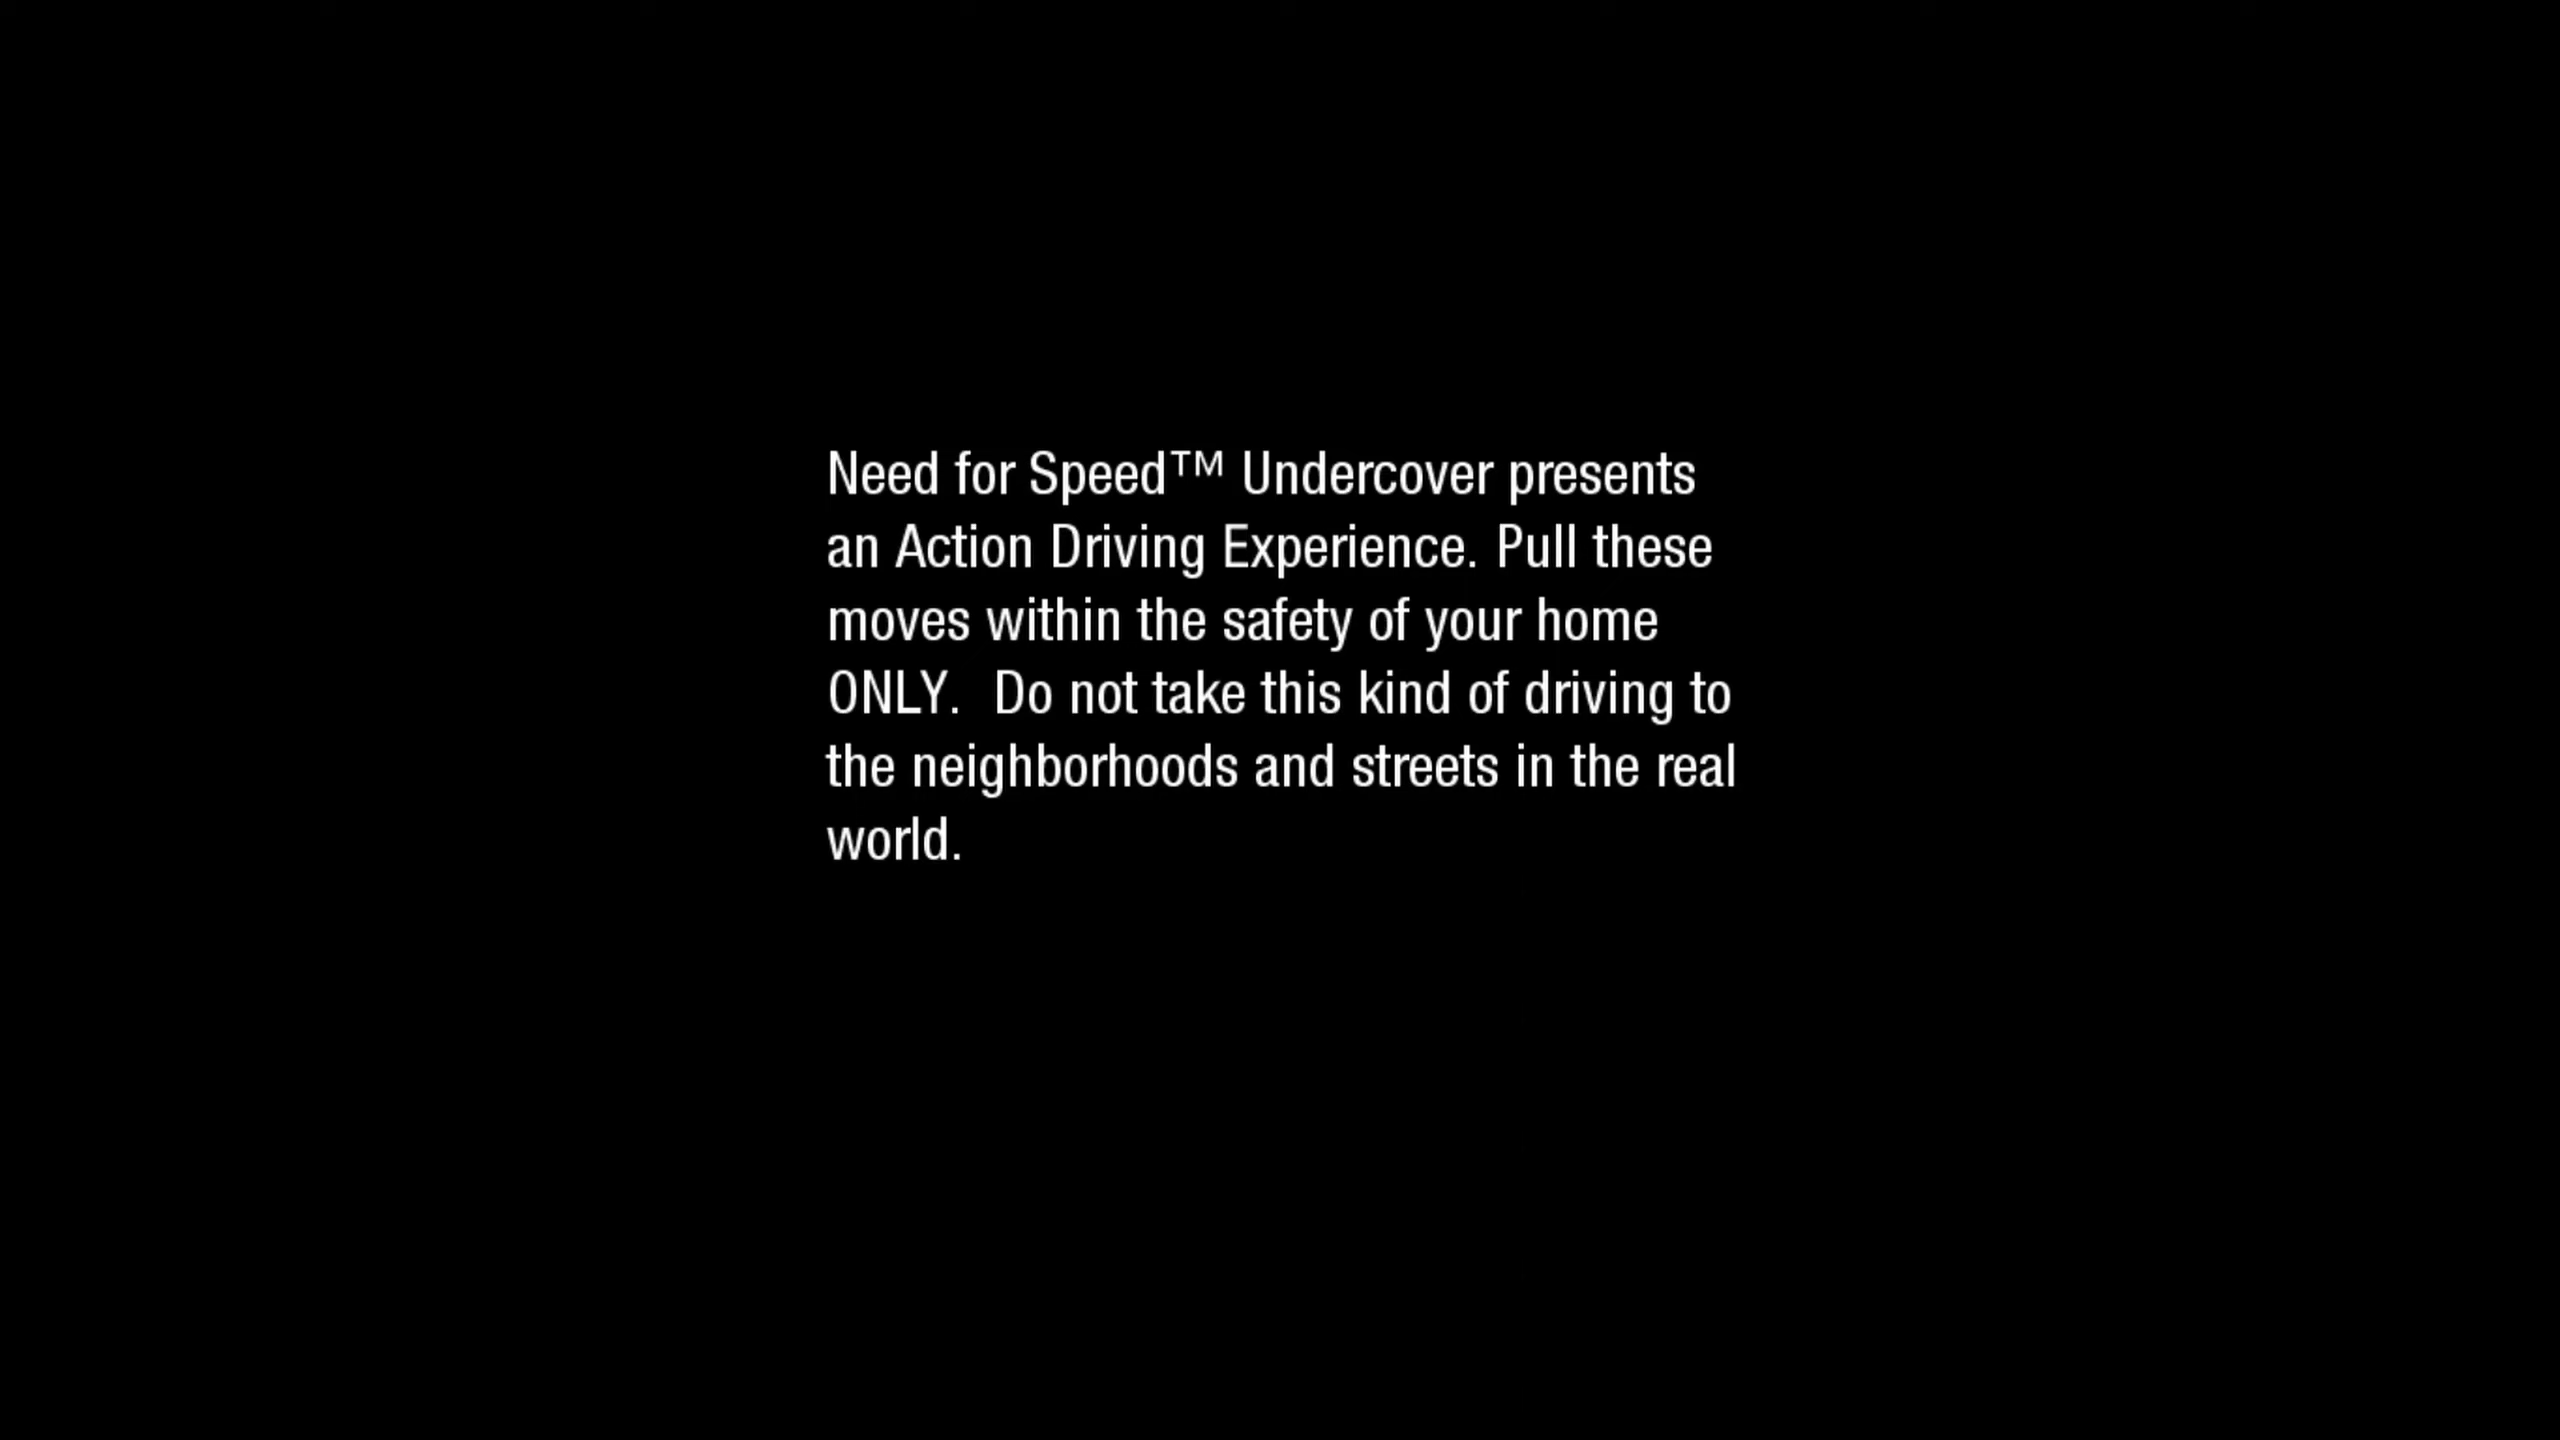 Need for Speed™ Undercover presents
an Action Driving Experience. Pull these
moves within the safety of your home
ONLY.  Do not take this kind of driving to
the neighborhoods and streets in the real
world.